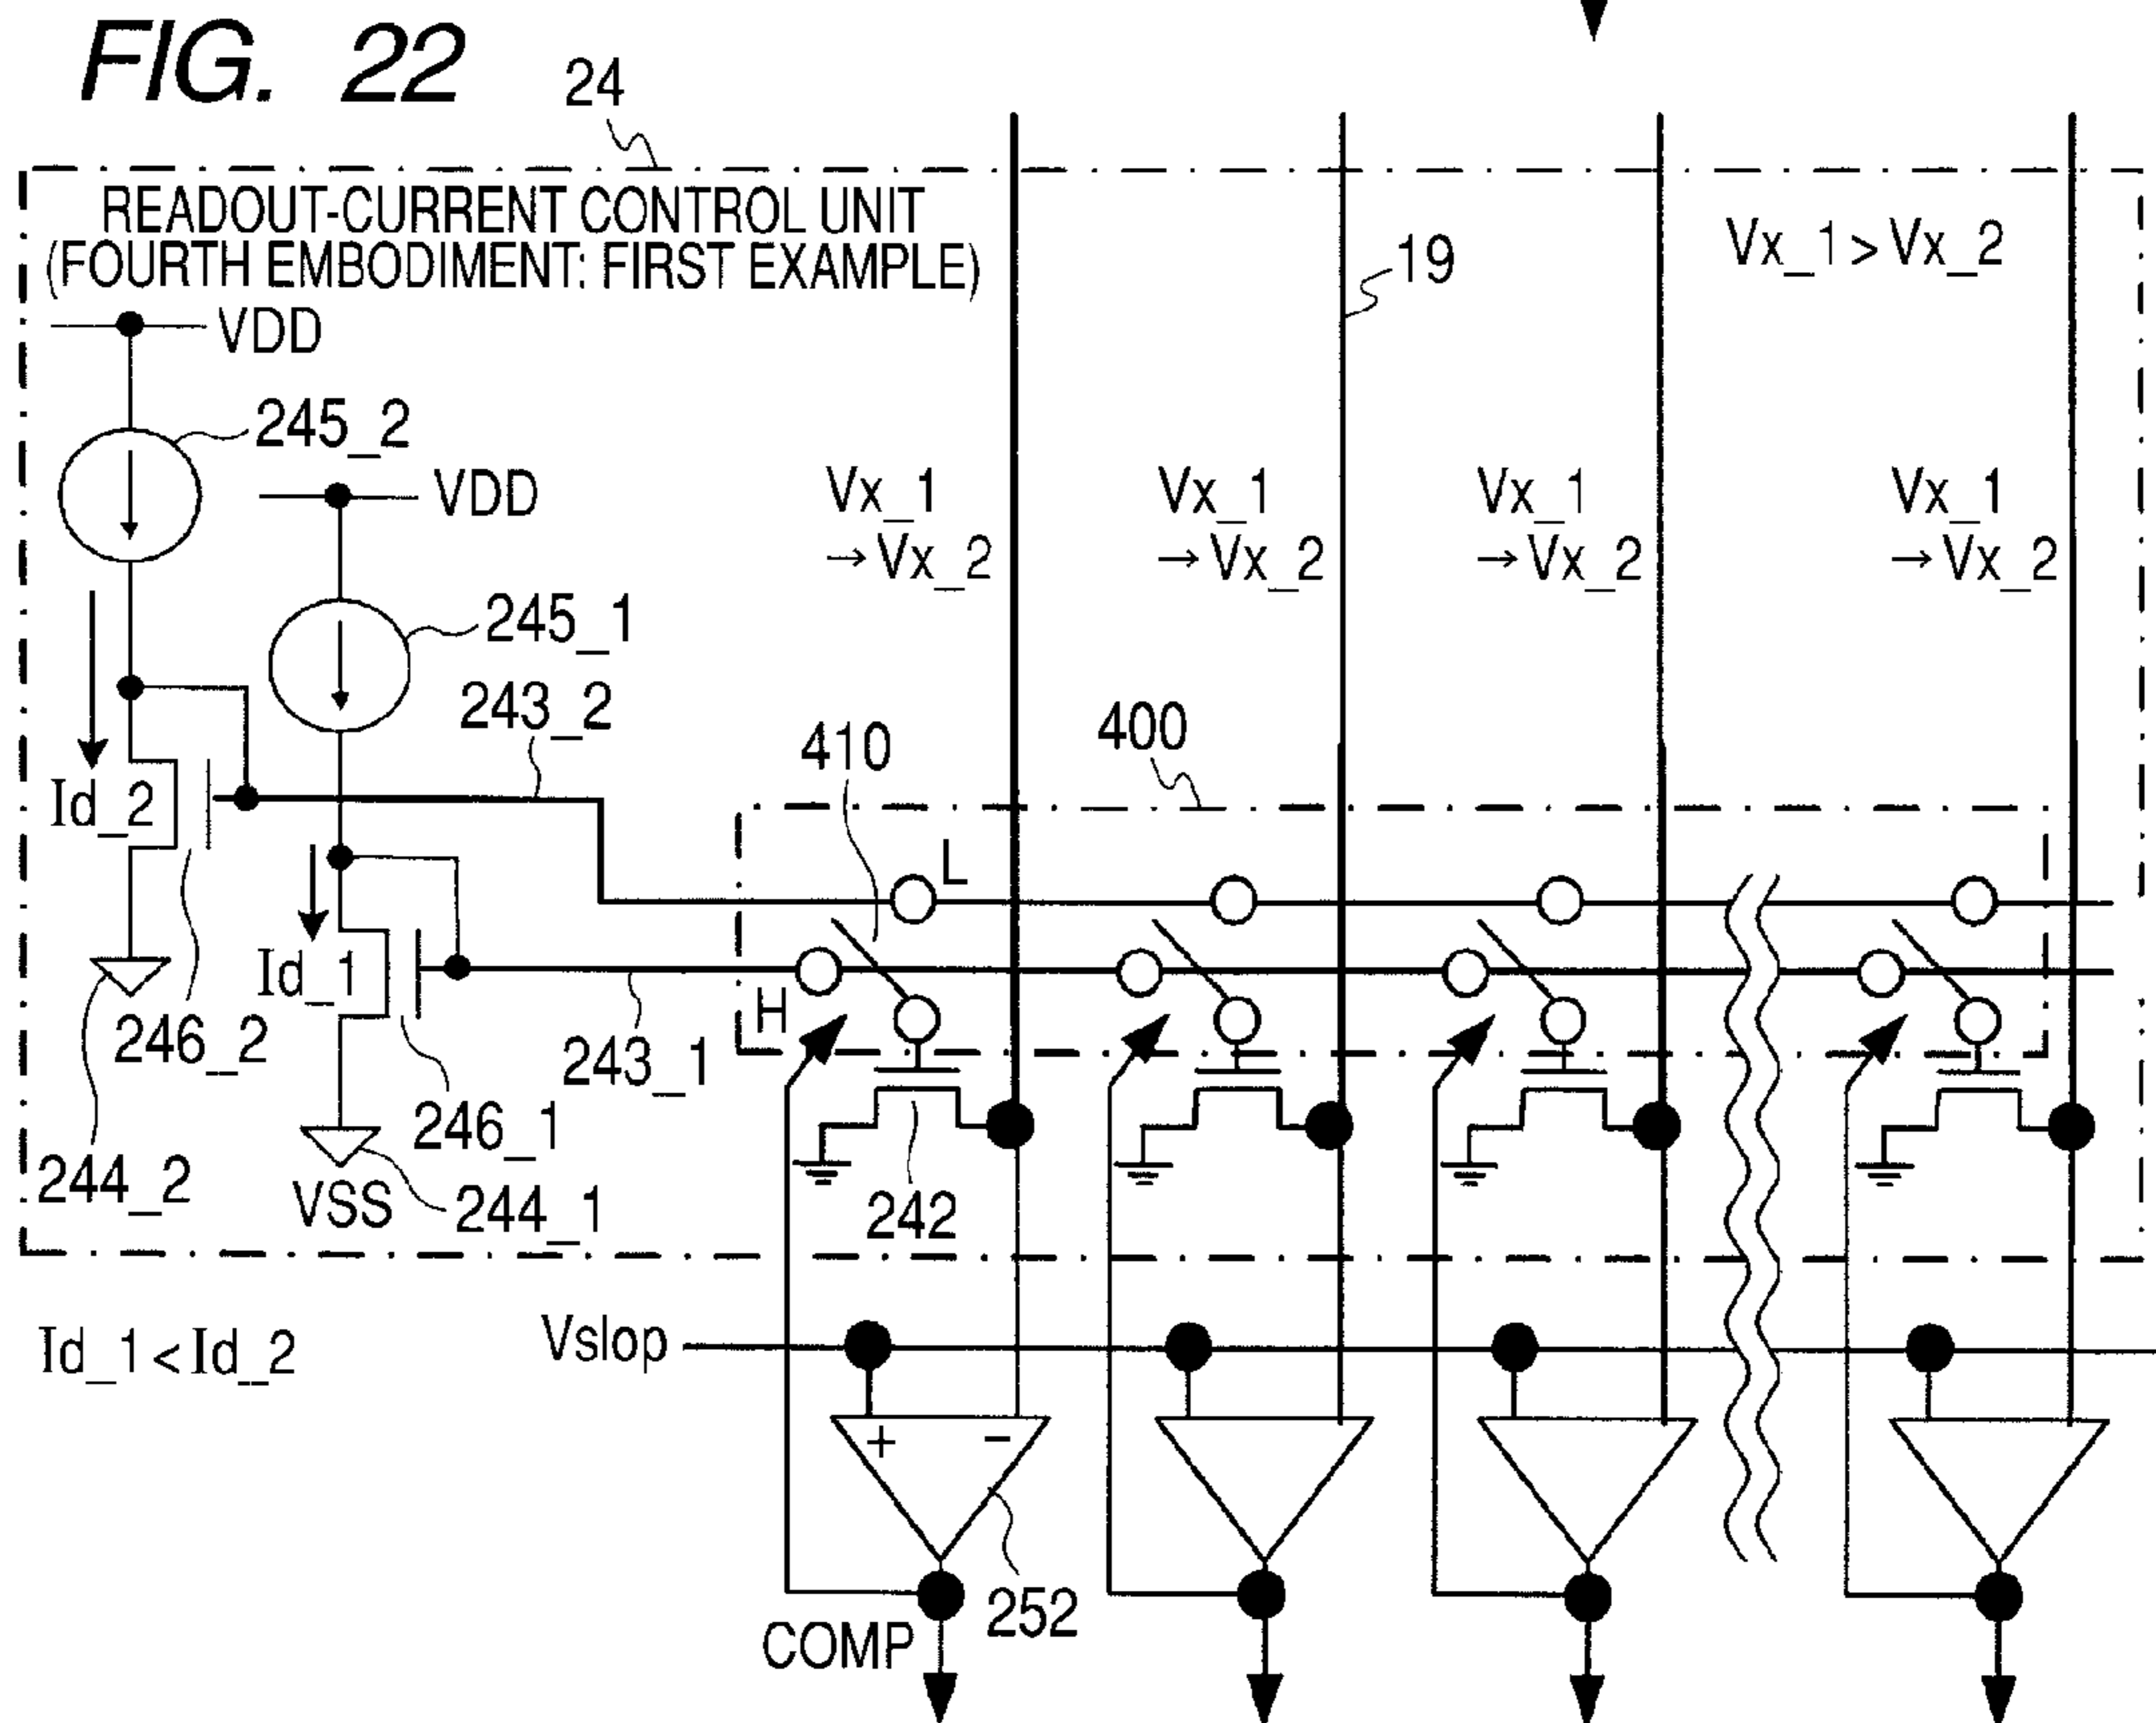 FIG. 22
24
READOUT-CURRENT CONTROL UNIT
(FOURTH EMBODIMENT: FIRST EXAMPLE)
19
Vx_1 > Vx_2
VDD
245_2
VDD
Vx_1
→ Vx_2
Vx_1
→ Vx_2
Vx_1
→ Vx_2
Vx_1
→ Vx_2
245_1
243_2
410
400
Id_2
L
Id_1
H
246_2
243_1
246_1
244_2
VSS
244_1
242
Id_1 < Id_2
Vslop
+ −
252
COMP